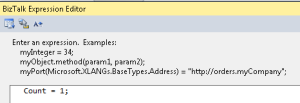 BizTalk Expression Editor
Enter an expression. Examples:
myInteger = 34;
myObject.method(param1, param2);
myPort(Microsoft.XLANGs.BaseTypes.Address) = "http://orders.myCompany";
Count = 1;